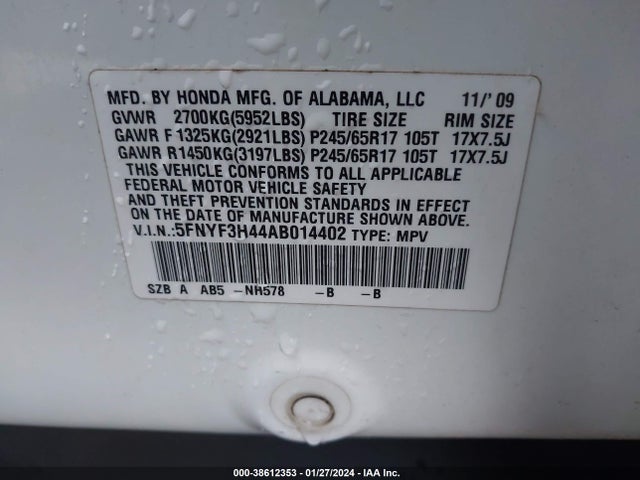 MFD. BY HONDA MFG. OF ALABAMA, LLC 11/' 09
GVWR 2700KG(5952LBS) TIRE SIZE RIM SIZE
GAWR F 1325KG(2921LBS) P245/65R17 105T 17X7.5J
GAWR R1450KG(3197LBS) P245/65R17 105T 17X7.5J
THIS VEHICLE CONFORMS TO ALL APPLICABLE
FEDERAL MOTOR VEHICLE SAFETY
AND THEFT PREVENTION STANDARDS IN EFFECT
ON THE DATE OF MANUFACTURE SHOWN ABOVE.
V.I.N.:5FNYF3H44AB014402 TYPE: MPV
SZB A AB5 -NH578 -B -B
000-38612353 - 01/27/2024 - IAA Inc.